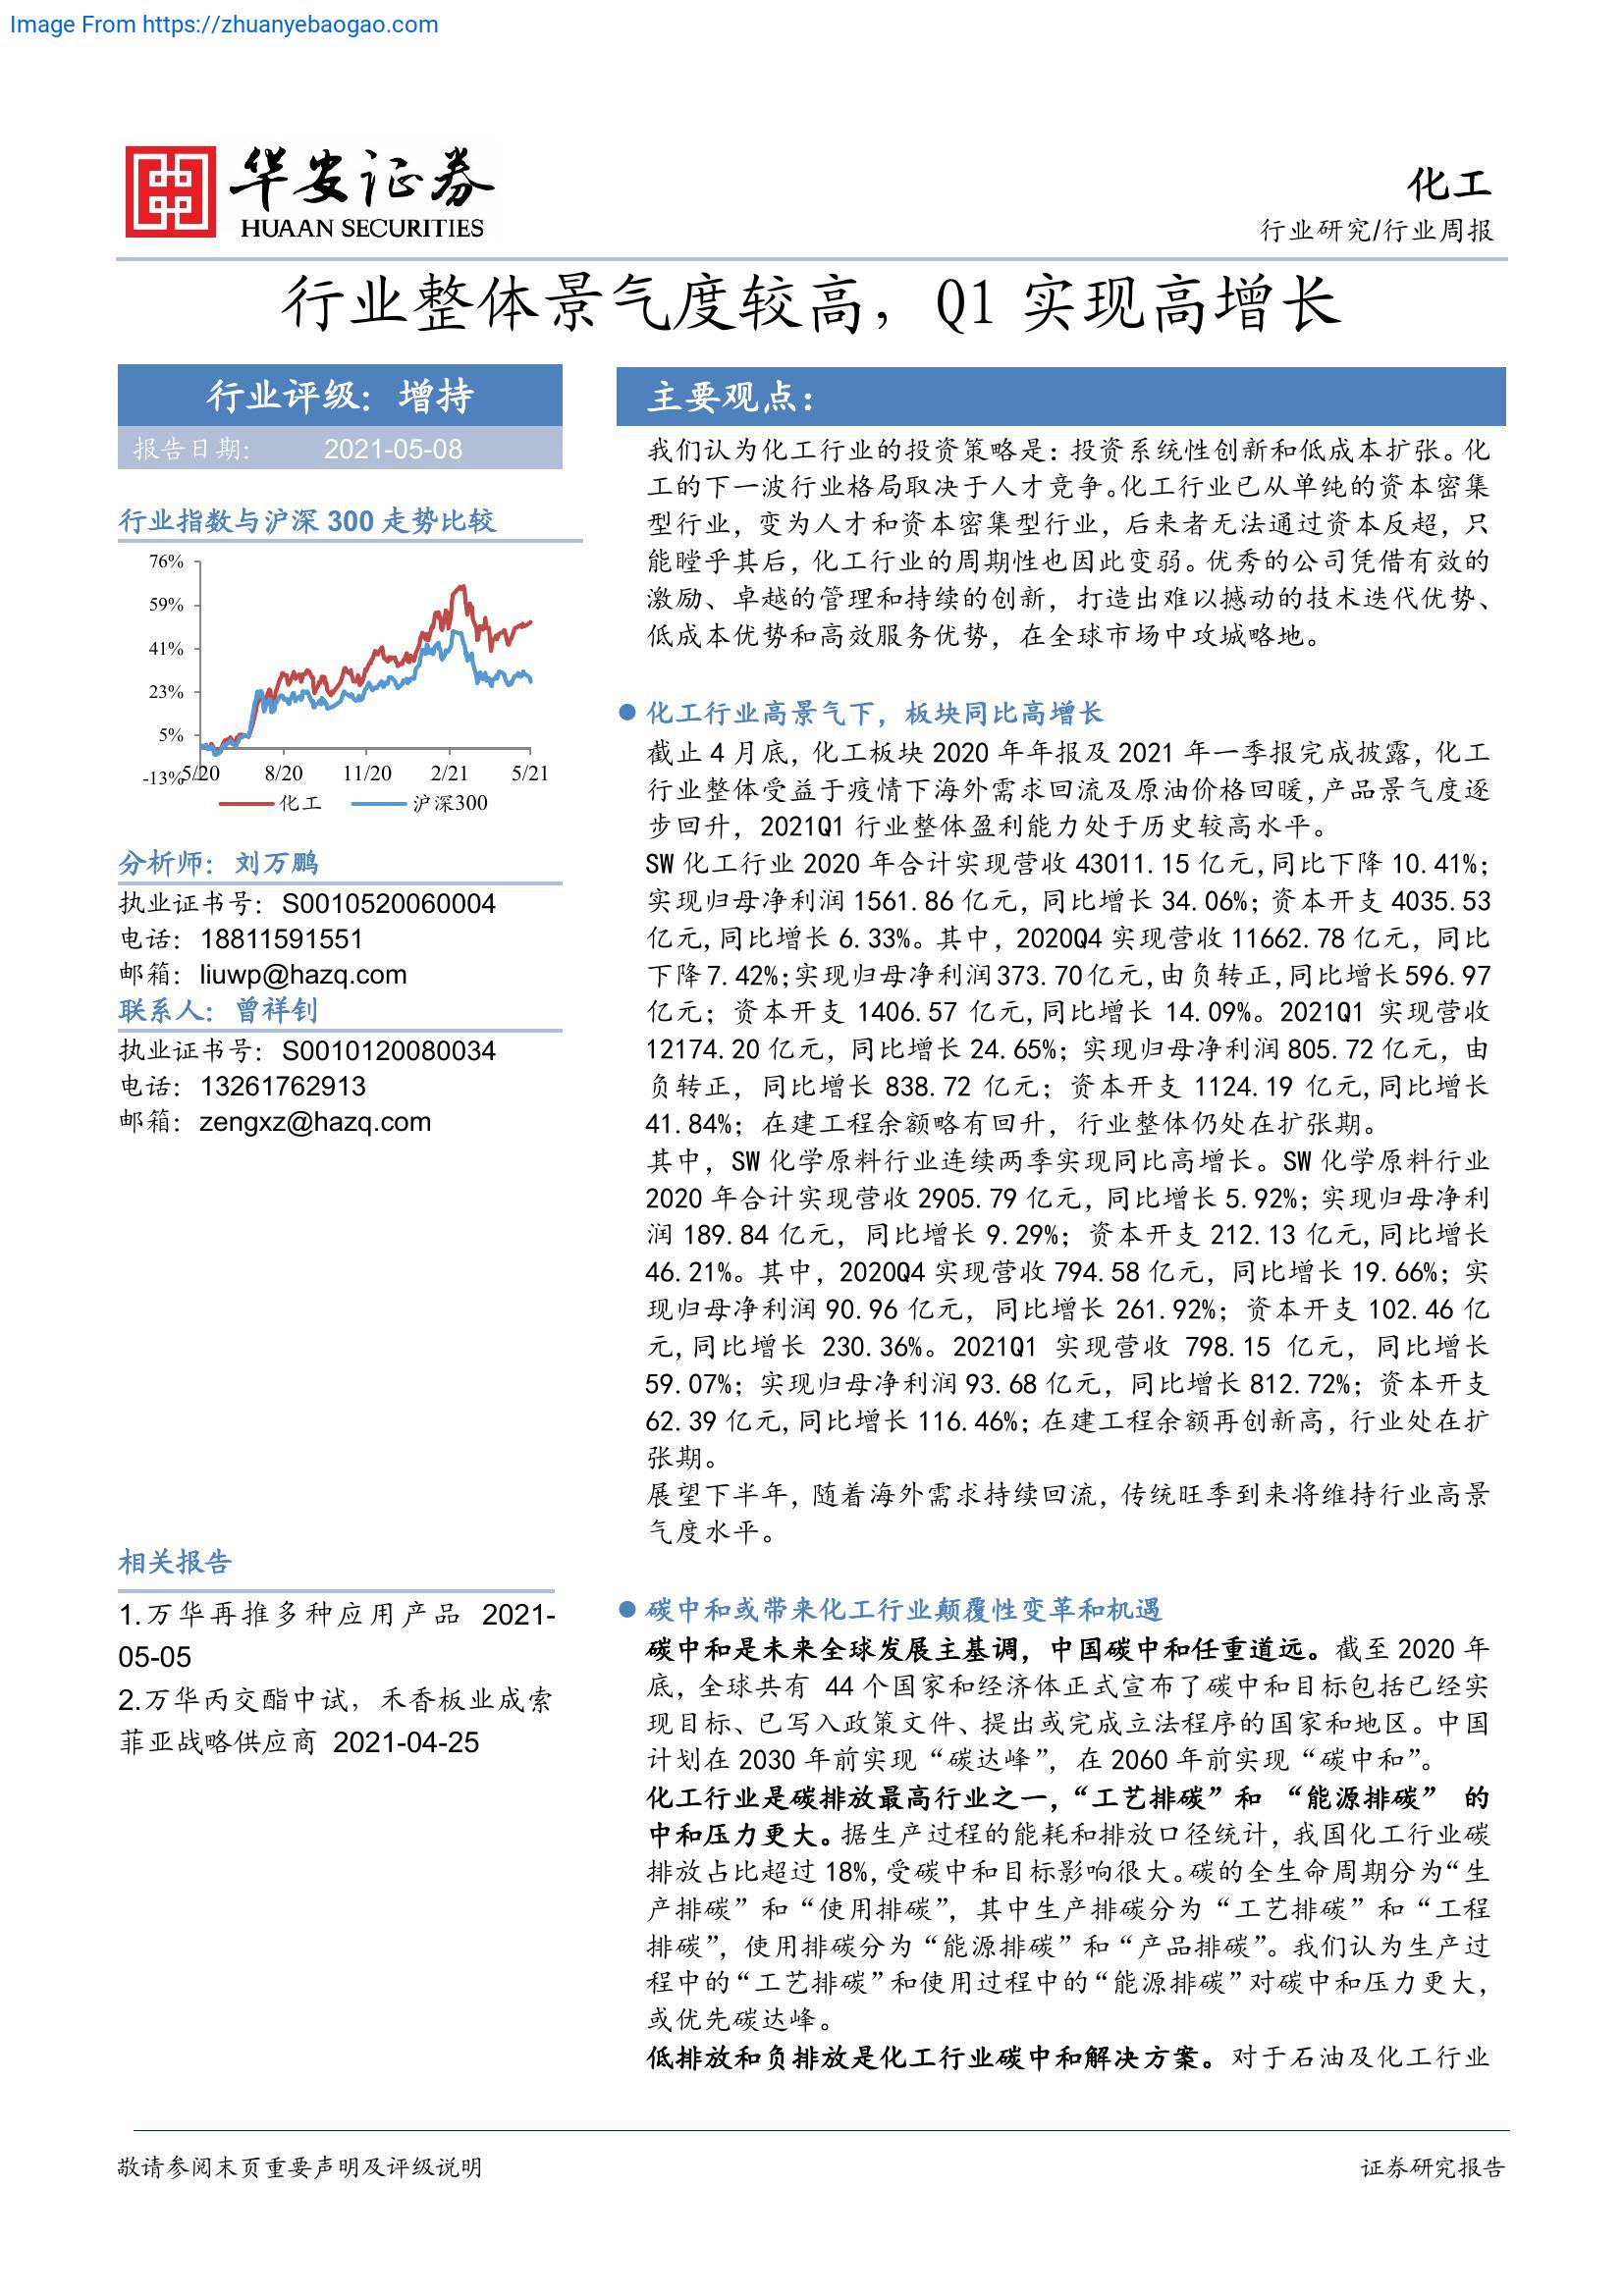 Image From https://zhuanyebaogao.com
华安证券
HUAAN SECURITIES
化工
行业研究/行业周报
行业整体景气度较高，Q1 实现高增长
行业评级：增持
报告日期： 2021-05-08
行业指数与沪深 300 走势比较
76%
59%
41%
23%
5%
-13%
5/20 8/20 11/20 2/21 5/21
化工 沪深300
分析师：刘万鹏
执业证书号：S0010520060004
电话：18811591551
邮箱：liuwp@hazq.com
联系人：曾祥钊
执业证书号：S0010120080034
电话：13261762913
邮箱：zengxz@hazq.com
相关报告
1.万华再推多种应用产品 2021-
05-05
2.万华丙交酯中试，禾香板业成索
菲亚战略供应商 2021-04-25
主要观点：
我们认为化工行业的投资策略是：投资系统性创新和低成本扩张。化
工的下一波行业格局取决于人才竞争。化工行业已从单纯的资本密集
型行业，变为人才和资本密集型行业，后来者无法通过资本反超，只
能瞠乎其后，化工行业的周期性也因此变弱。优秀的公司凭借有效的
激励、卓越的管理和持续的创新，打造出难以撼动的技术迭代优势、
低成本优势和高效服务优势，在全球市场中攻城略地。
● 化工行业高景气下，板块同比高增长
截止 4 月底，化工板块 2020 年年报及 2021 年一季报完成披露，化工
行业整体受益于疫情下海外需求回流及原油价格回暖,产品景气度逐
步回升，2021Q1 行业整体盈利能力处于历史较高水平。
SW 化工行业 2020 年合计实现营收 43011.15 亿元,同比下降 10.41%；
实现归母净利润 1561.86 亿元，同比增长 34.06%；资本开支 4035.53
亿元,同比增长 6.33%。其中，2020Q4 实现营收 11662.78 亿元，同比
下降 7.42%;实现归母净利润 373.70 亿元,由负转正,同比增长 596.97
亿元；资本开支 1406.57 亿元,同比增长 14.09%。2021Q1 实现营收
12174.20 亿元，同比增长 24.65%；实现归母净利润 805.72 亿元，由
负转正，同比增长 838.72 亿元；资本开支 1124.19 亿元,同比增长
41.84%；在建工程余额略有回升，行业整体仍处在扩张期。
其中，SW 化学原料行业连续两季实现同比高增长。SW 化学原料行业
2020 年合计实现营收 2905.79 亿元，同比增长 5.92%；实现归母净利
润 189.84 亿元，同比增长 9.29%；资本开支 212.13 亿元,同比增长
46.21%。其中，2020Q4 实现营收 794.58 亿元，同比增长 19.66%；实
现归母净利润 90.96 亿元，同比增长 261.92%；资本开支 102.46 亿
元,同比增长 230.36%。2021Q1 实现营收 798.15 亿元，同比增长
59.07%；实现归母净利润 93.68 亿元，同比增长 812.72%；资本开支
62.39 亿元,同比增长 116.46%；在建工程余额再创新高，行业处在扩
张期。
展望下半年，随着海外需求持续回流，传统旺季到来将维持行业高景
气度水平。
● 碳中和或带来化工行业颠覆性变革和机遇
碳中和是未来全球发展主基调，中国碳中和任重道远。截至 2020 年
底，全球共有 44 个国家和经济体正式宣布了碳中和目标包括已经实
现目标、已写入政策文件、提出或完成立法程序的国家和地区。中国
计划在 2030 年前实现“碳达峰”，在 2060 年前实现“碳中和”。
化工行业是碳排放最高行业之一，“工艺排碳”和 “能源排碳” 的
中和压力更大。据生产过程的能耗和排放口径统计，我国化工行业碳
排放占比超过 18%,受碳中和目标影响很大。碳的全生命周期分为“生
产排碳”和“使用排碳”，其中生产排碳分为“工艺排碳”和“工程
排碳”，使用排碳分为“能源排碳”和“产品排碳”。我们认为生产过
程中的“工艺排碳”和使用过程中的“能源排碳”对碳中和压力更大，
或优先碳达峰。
低排放和负排放是化工行业碳中和解决方案。对于石油及化工行业
敬请参阅末页重要声明及评级说明
证券研究报告